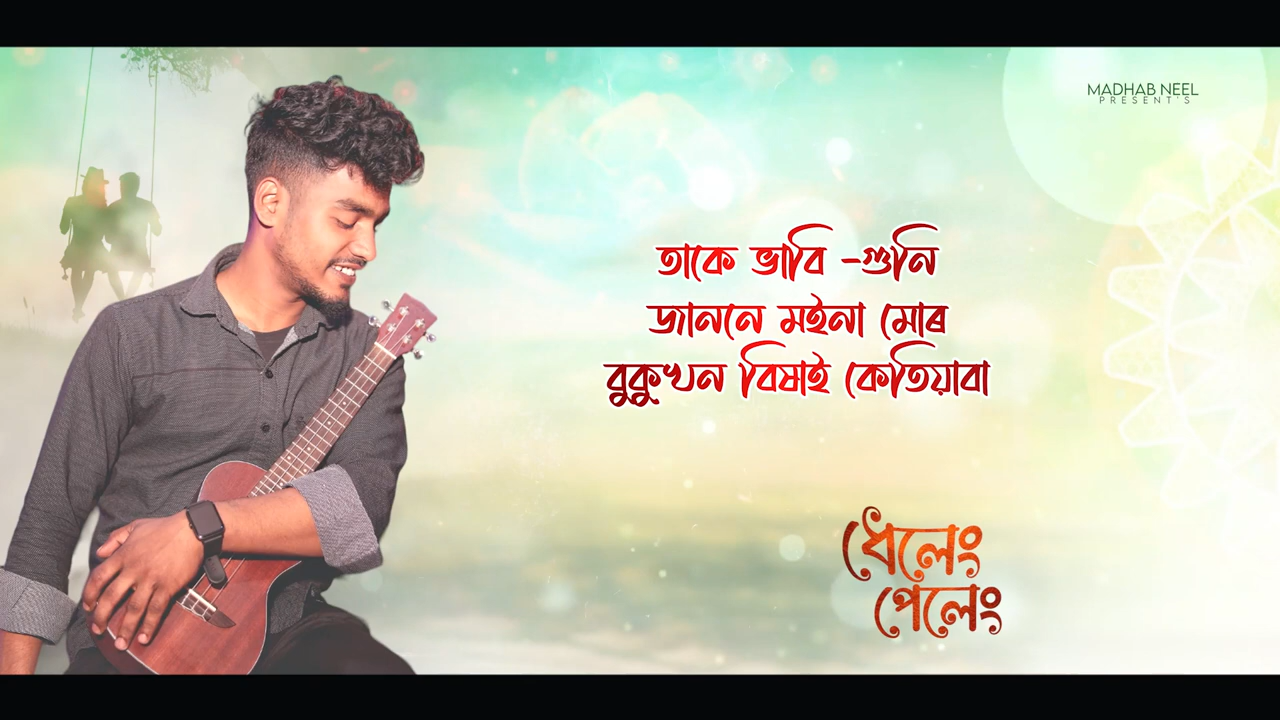 MADHAB NEEL
PRESENT'S
তাকে ভাবি -গুনি
জাননে মইনা মোৰ
বুকুখন বিষাই কেতিয়াবা
ধেলেং
পেলেং